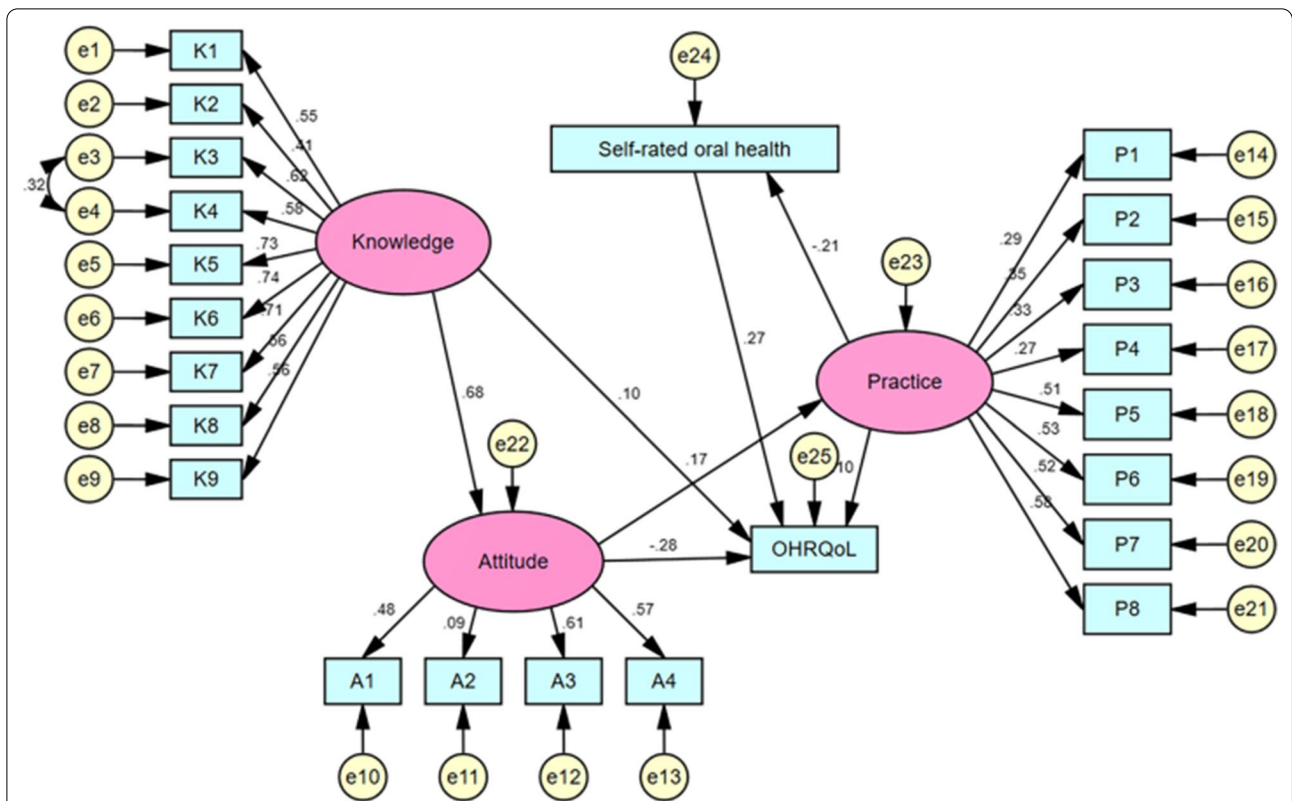 e1
K1
e2
K2
e3
K3
e4
K4
e5
K5
e6
K6
e7
K7
e8
K8
e9
K9
.32
.55
.41
.62
.58
.73
.74
.71
.56
.56
Knowledge
e24
Self-rated oral health
-.21
.27
e23
Practice
.68
.10
.17
e22
e25
.10
Attitude
-.28
OHRQoL
.48
.09
.61
.57
A1
A2
A3
A4
e10
e11
e12
e13
.29
.35
.33
.27
.51
.53
.52
.58
P1
e14
P2
e15
P3
e16
P4
e17
P5
e18
P6
e19
P7
e20
P8
e21